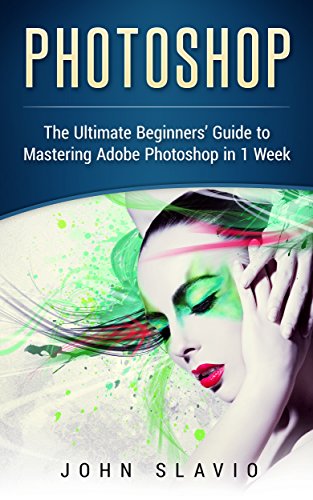 PHOTOSHOP
The Ultimate Beginners’ Guide to
Mastering Adobe Photoshop in 1 Week
JOHN SLAVIO